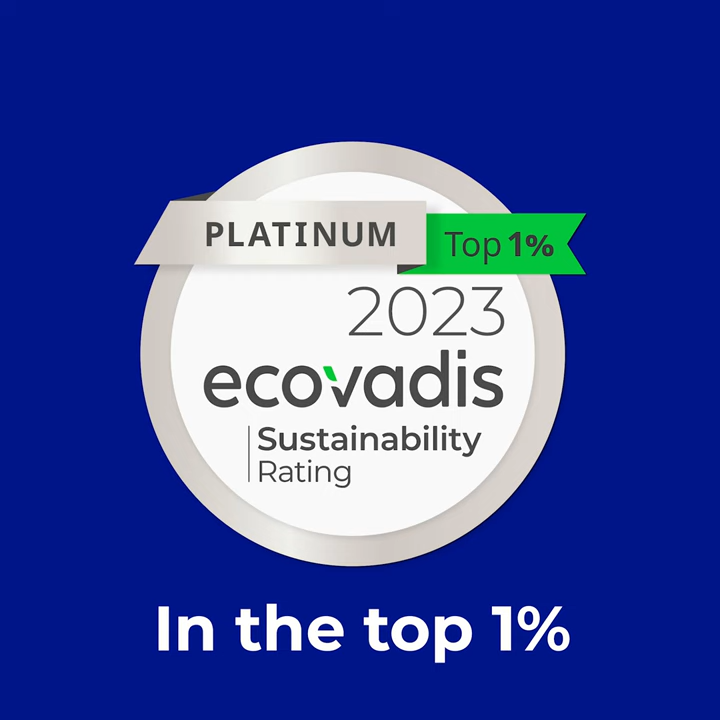 PLATINUM Top 1%
2023
ecovadis
Sustainability
Rating
In the top 1%